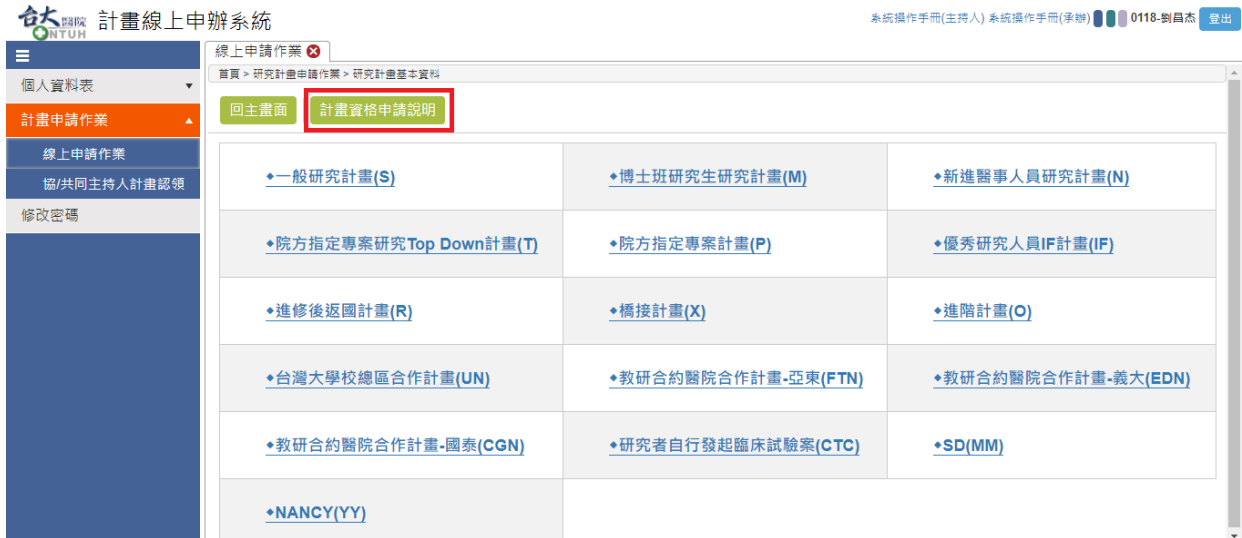 台大醫院 NTUH 計畫線上申辦系統
系統操作手冊(主持人) 系統操作手冊(承辦) 0118-劉昌杰 登出
線上申請作業
首頁 > 研究計畫申請作業 > 研究計畫基本資料
個人資料表
計畫申請作業
線上申請作業
協/共同主持人計畫認領
修改密碼
回主畫面 計畫資格申請說明
◆一般研究計畫(S) ◆博士班研究生研究計畫(M) ◆新進醫事人員研究計畫(N)
◆院方指定專案研究Top Down計畫(T) ◆院方指定專案計畫(P) ◆優秀研究人員IF計畫(IF)
◆進修後返國計畫(R) ◆橋接計畫(X) ◆進階計畫(O)
◆台灣大學校總區合作計畫(UN) ◆教研合約醫院合作計畫-亞東(FTN) ◆教研合約醫院合作計畫-義大(EDN)
◆教研合約醫院合作計畫-國泰(CGN) ◆研究者自行發起臨床試驗案(CTC) ◆SD(MM)
◆NANCY(YY)